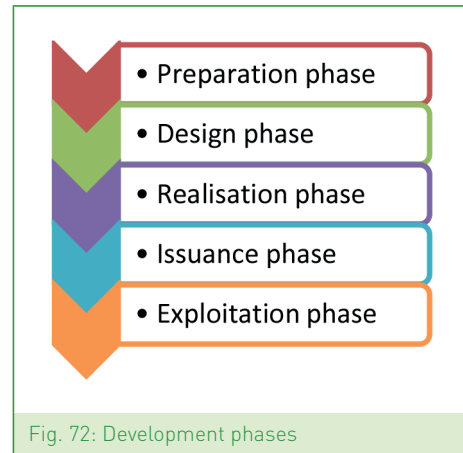 • Preparation phase
• Design phase
• Realisation phase
• Issuance phase
• Exploitation phase
Fig. 72: Development phases